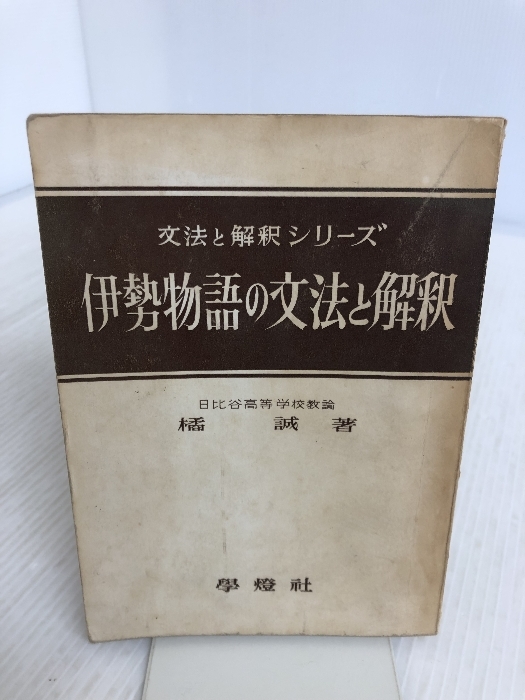 文法と解釈シリーズ
伊勢物語の文法と解釈
日比谷高等学校教諭
橘 誠 著
學燈社